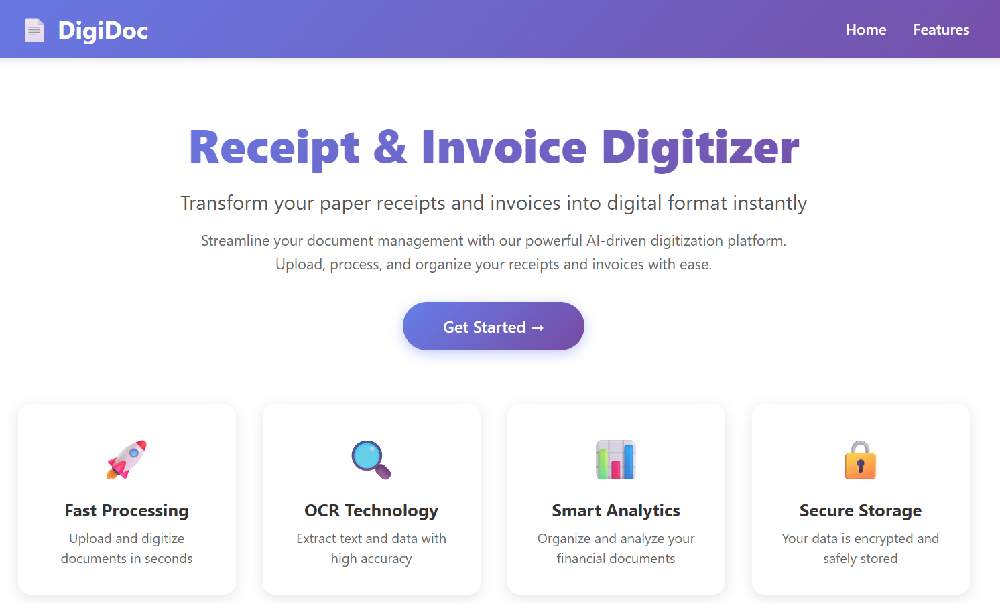 DigiDoc
Home
Features
Receipt & Invoice Digitizer
Transform your paper receipts and invoices into digital format instantly
Streamline your document management with our powerful AI-driven digitization platform.
Upload, process, and organize your receipts and invoices with ease.
Get Started →
Fast Processing
Upload and digitize
documents in seconds
OCR Technology
Extract text and data with
high accuracy
Smart Analytics
Organize and analyze your
financial documents
Secure Storage
Your data is encrypted and
safely stored